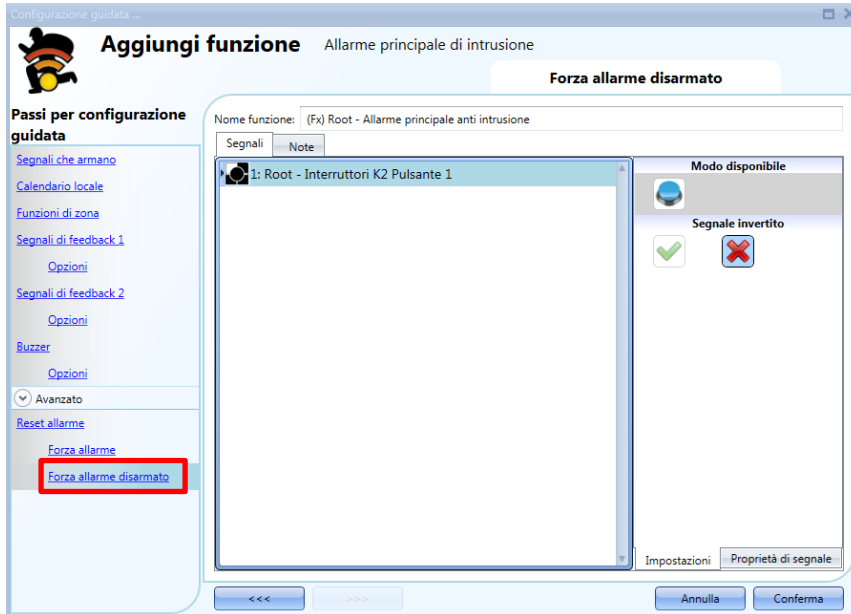 Configurazione guidata ...
Aggiungi funzione Allarme principale di intrusione
Forza allarme disarmato
Passi per configurazione
guidata
Segnali che armano
Calendario locale
Funzioni di zona
Segnali di feedback 1
Opzioni
Segnali di feedback 2
Opzioni
Buzzer
Opzioni
Avanzato
Reset allarme
Forza allarme
Forza allarme disarmato
Nome funzione: (Fx) Root - Allarme principale anti intrusione
Segnali Note
1: Root - Interruttori K2 Pulsante 1
Modo disponibile
Segnale invertito
Impostazioni Proprietà di segnale
<<< >>> Annulla Conferma